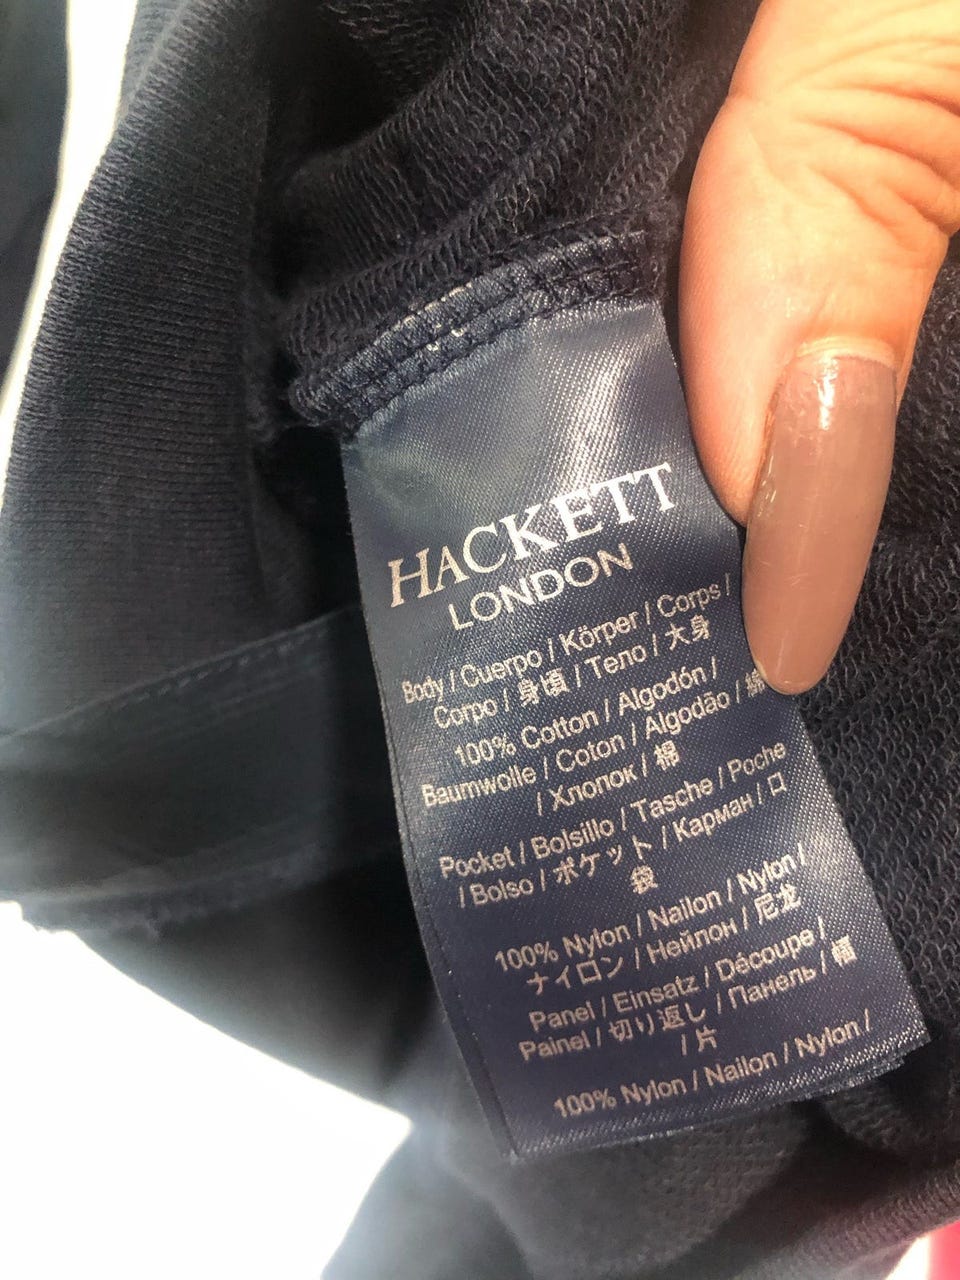 HACKETT
LONDON
Body / Cuerpo / Körper / Corps /
Corpo / 身頃 / Тело / 大身
100% Cotton / Algodón /
Baumwolle / Coton / Algodão / 綿
/ Хлопок / 棉
Pocket / Bolsillo / Tasche / Poche
/ Bolso / ポケット / Карман / 口
袋
100% Nylon / Nailon / Nylon /
ナイロン / Нейлон / 尼龙
Panel / Einsatz / Découpe /
Painel / 切り返し / Панель / 幅
/ 片
100% Nylon / Nailon / Nylon /